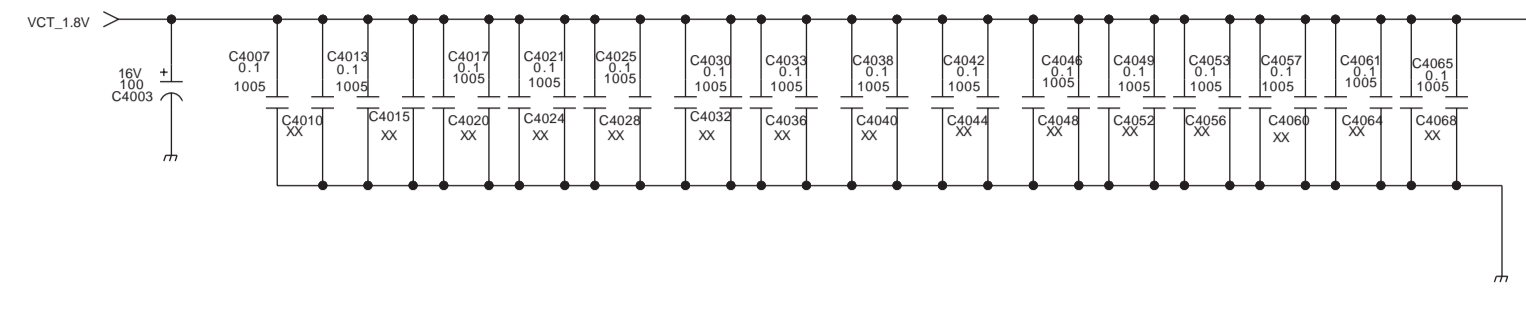 VCT_1.8V
16V
+
100
C4003
C4007
0.1
1005
C4010
XX
C4013
0.1
1005
C4015
XX
C4017
0.1
1005
C4020
XX
C4021
0.1
1005
C4024
XX
C4025
0.1
1005
C4028
XX
C4030
0.1
1005
C4032
XX
C4033
0.1
1005
C4036
XX
C4038
0.1
1005
C4040
XX
C4042
0.1
1005
C4044
XX
C4046
0.1
1005
C4048
XX
C4049
0.1
1005
C4052
XX
C4053
0.1
1005
C4056
XX
C4057
0.1
1005
C4060
XX
C4061
0.1
1005
C4064
XX
C4065
0.1
1005
C4068
XX